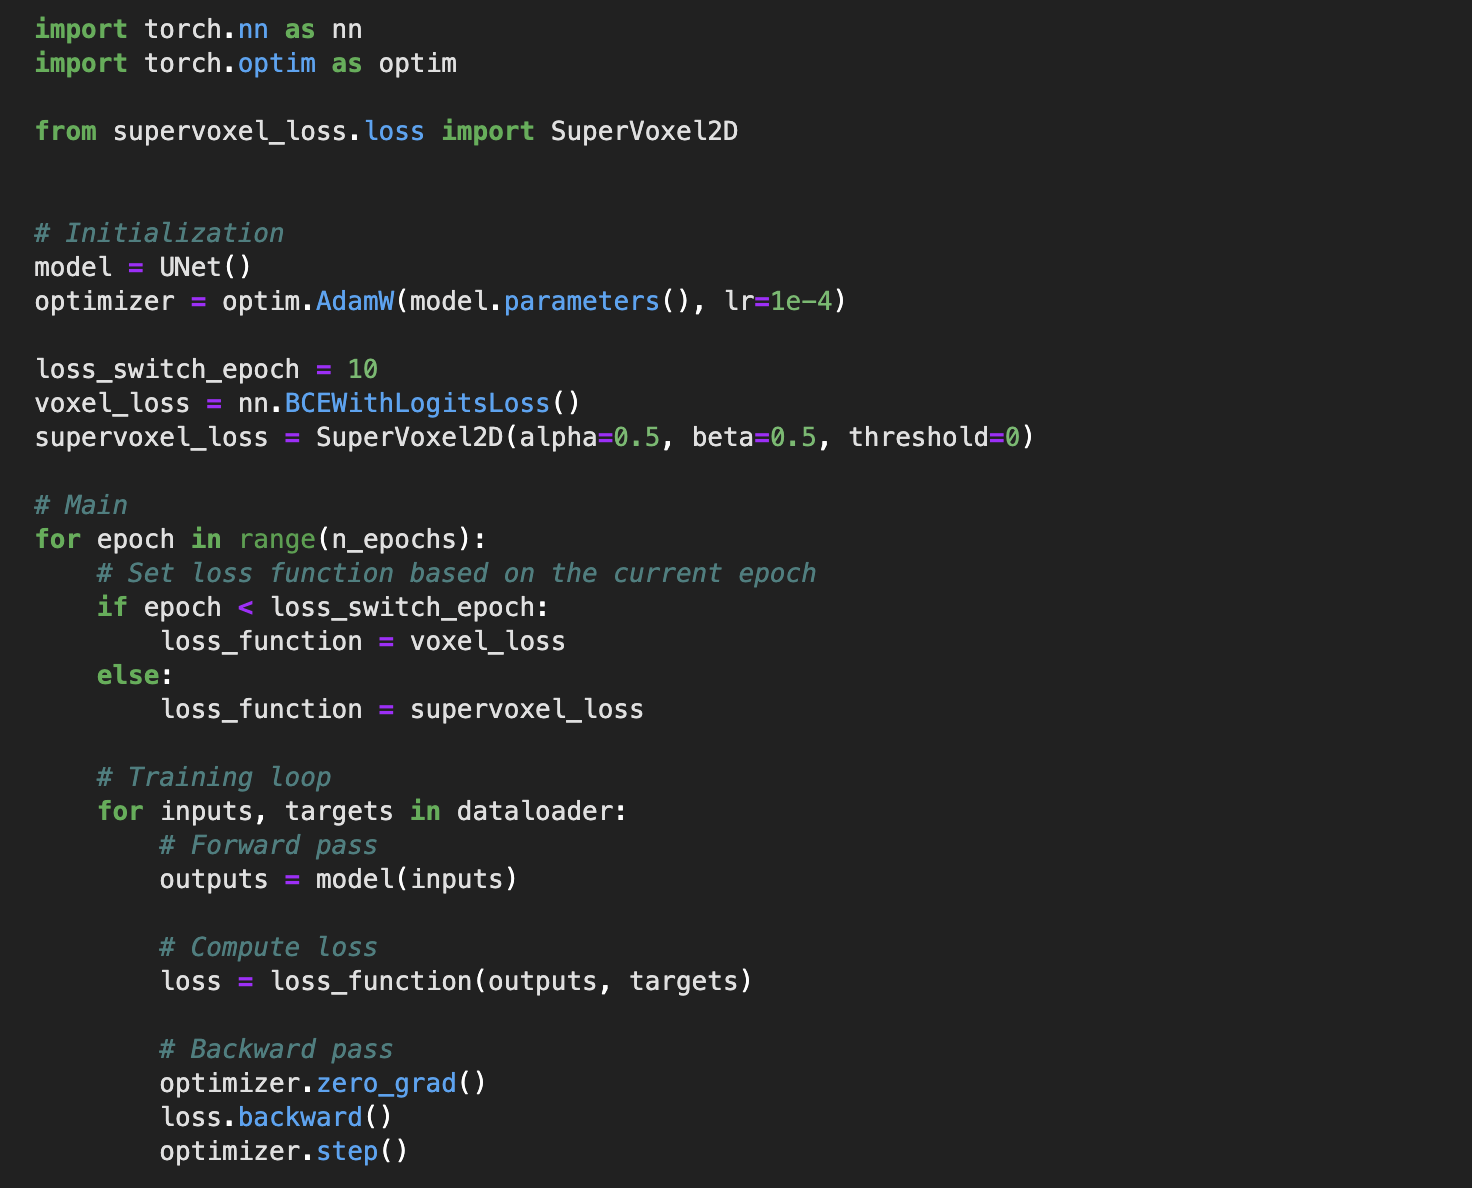 import torch.nn as nn
import torch.optim as optim
from supervoxel_loss.loss import SuperVoxel2D
# Initialization
model = UNet()
optimizer = optim.AdamW(model.parameters(), lr=1e-4)
loss_switch_epoch = 10
voxel_loss = nn.BCEWithLogitsLoss()
supervoxel_loss = SuperVoxel2D(alpha=0.5, beta=0.5, threshold=0)
# Main
for epoch in range(n_epochs):
    # Set loss function based on the current epoch
    if epoch < loss_switch_epoch:
        loss_function = voxel_loss
    else:
        loss_function = supervoxel_loss
    # Training loop
    for inputs, targets in dataloader:
        # Forward pass
        outputs = model(inputs)
        # Compute loss
        loss = loss_function(outputs, targets)
        # Backward pass
        optimizer.zero_grad()
        loss.backward()
        optimizer.step()